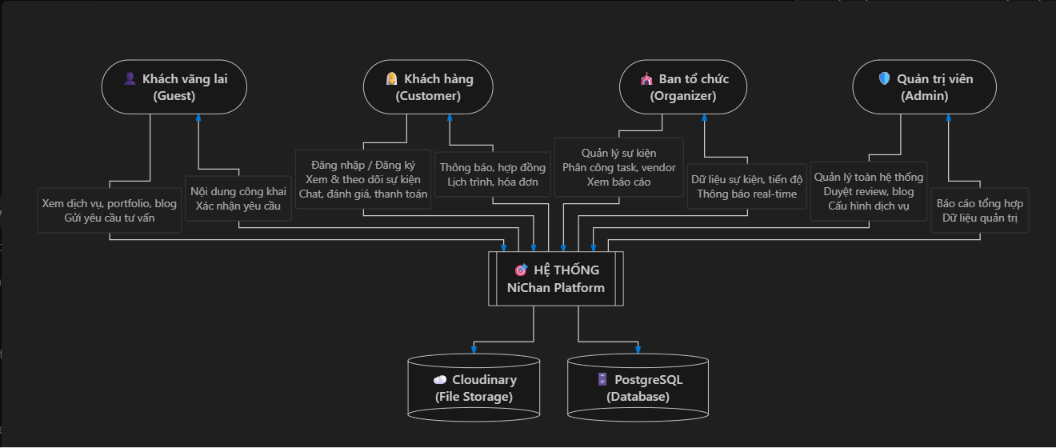 Khách vãng lai
(Guest)
Khách hàng
(Customer)
Ban tổ chức
(Organizer)
Quản trị viên
(Admin)
Xem dịch vụ, portfolio, blog
Gửi yêu cầu tư vấn
Nội dung công khai
Xác nhận yêu cầu
Đăng nhập / Đăng ký
Xem & theo dõi sự kiện
Chat, đánh giá, thanh toán
Thông báo, hợp đồng
Lịch trình, hóa đơn
Quản lý sự kiện
Phân công task, vendor
Xem báo cáo
Dữ liệu sự kiện, tiến độ
Thông báo real-time
Quản lý toàn hệ thống
Duyệt review, blog
Cấu hình dịch vụ
Báo cáo tổng hợp
Dữ liệu quản trị
HỆ THỐNG
NiChan Platform
Cloudinary
(File Storage)
PostgreSQL
(Database)